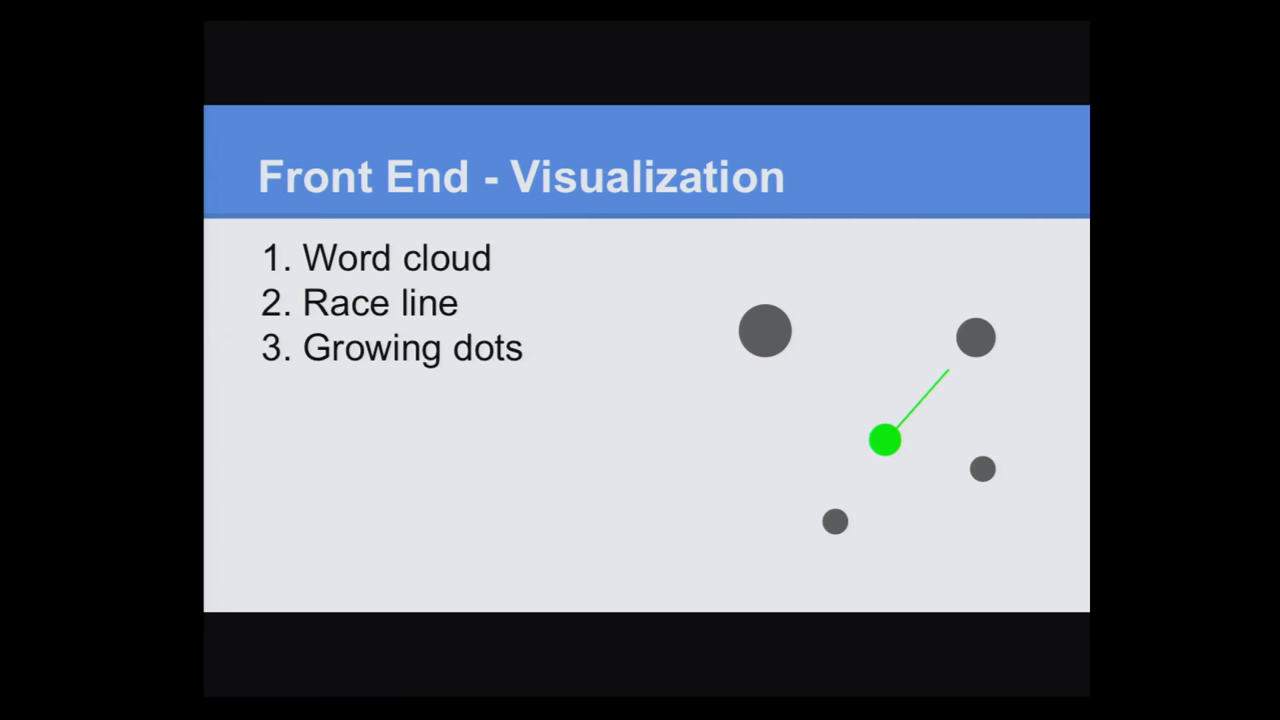 Front End - Visualization
1. Word cloud
2. Race line
3. Growing dots